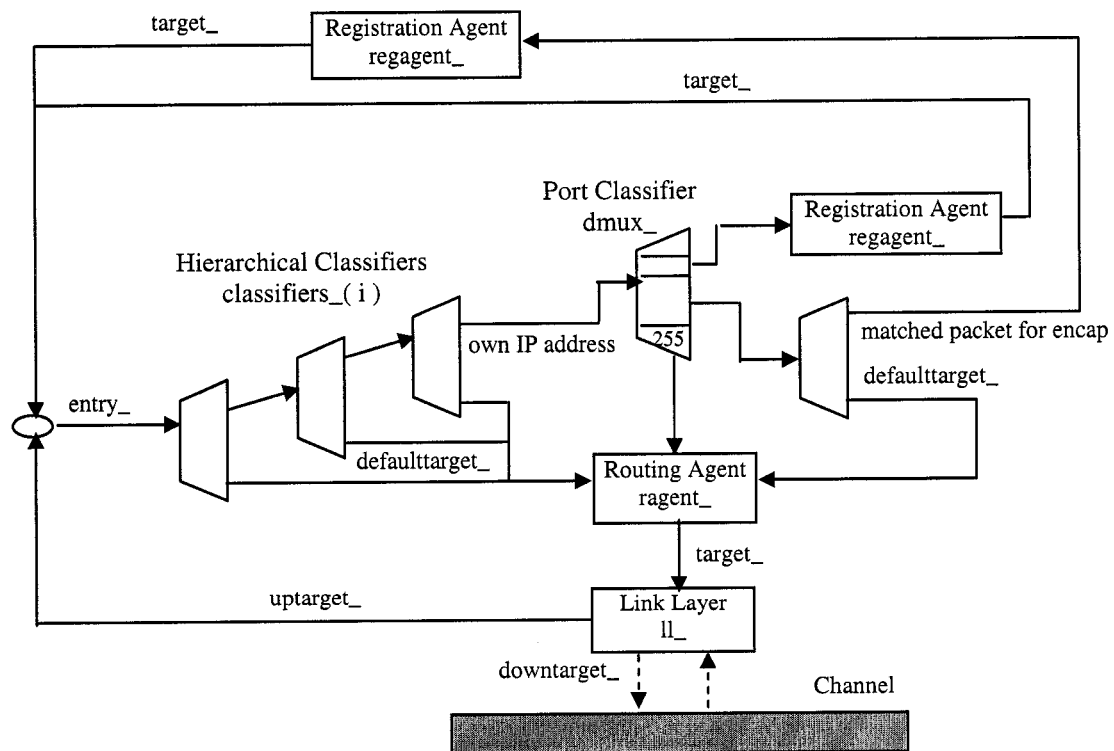 target_
Registration Agent
regagent_
target_
Port Classifier
dmux_
Registration Agent
regagent_
Hierarchical Classifiers
classifiers_( i )
own IP address
255
matched packet for encap
defaulttarget_
entry_
defaulttarget_
Routing Agent
ragent_
target_
uptarget_
Link Layer
ll_
downtarget_
Channel